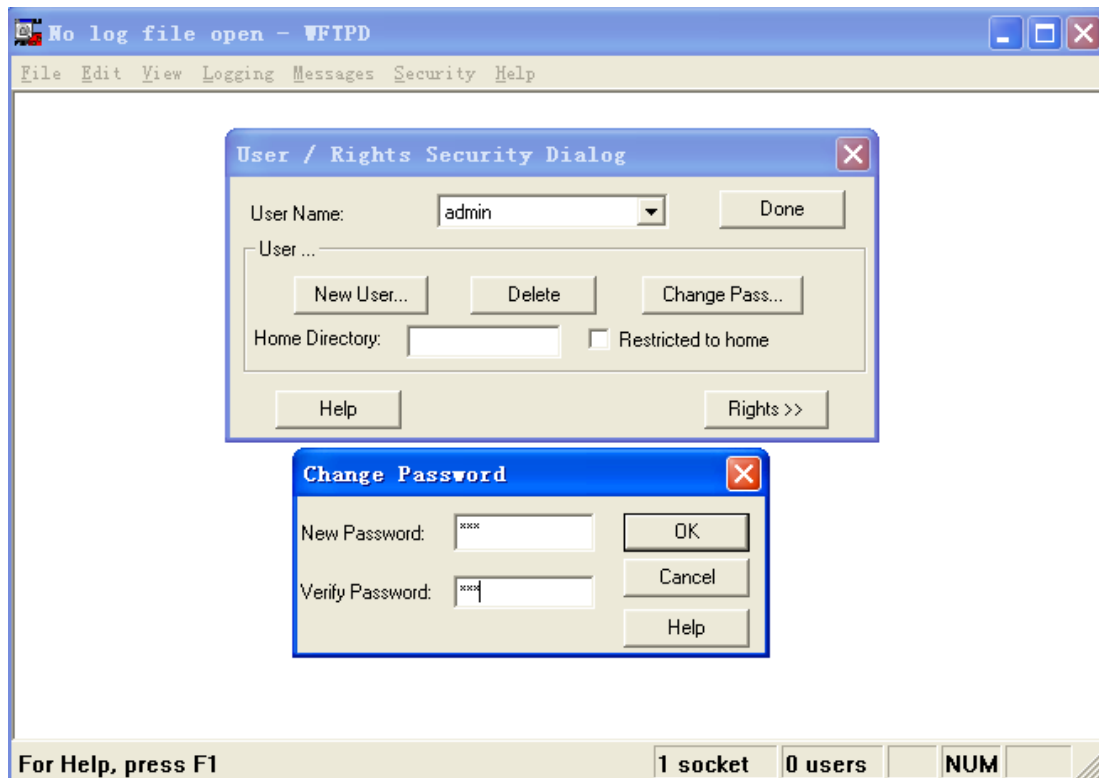 No log file open - WFTPD
File Edit View Logging Messages Security Help
User / Rights Security Dialog
User Name: admin Done
User ...
New User... Delete Change Pass...
Home Directory: Restricted to home
Help Rights >>
Change Password
New Password: *** OK
Cancel
Verify Password: ***
Help
For Help, press F1 1 socket 0 users NUM